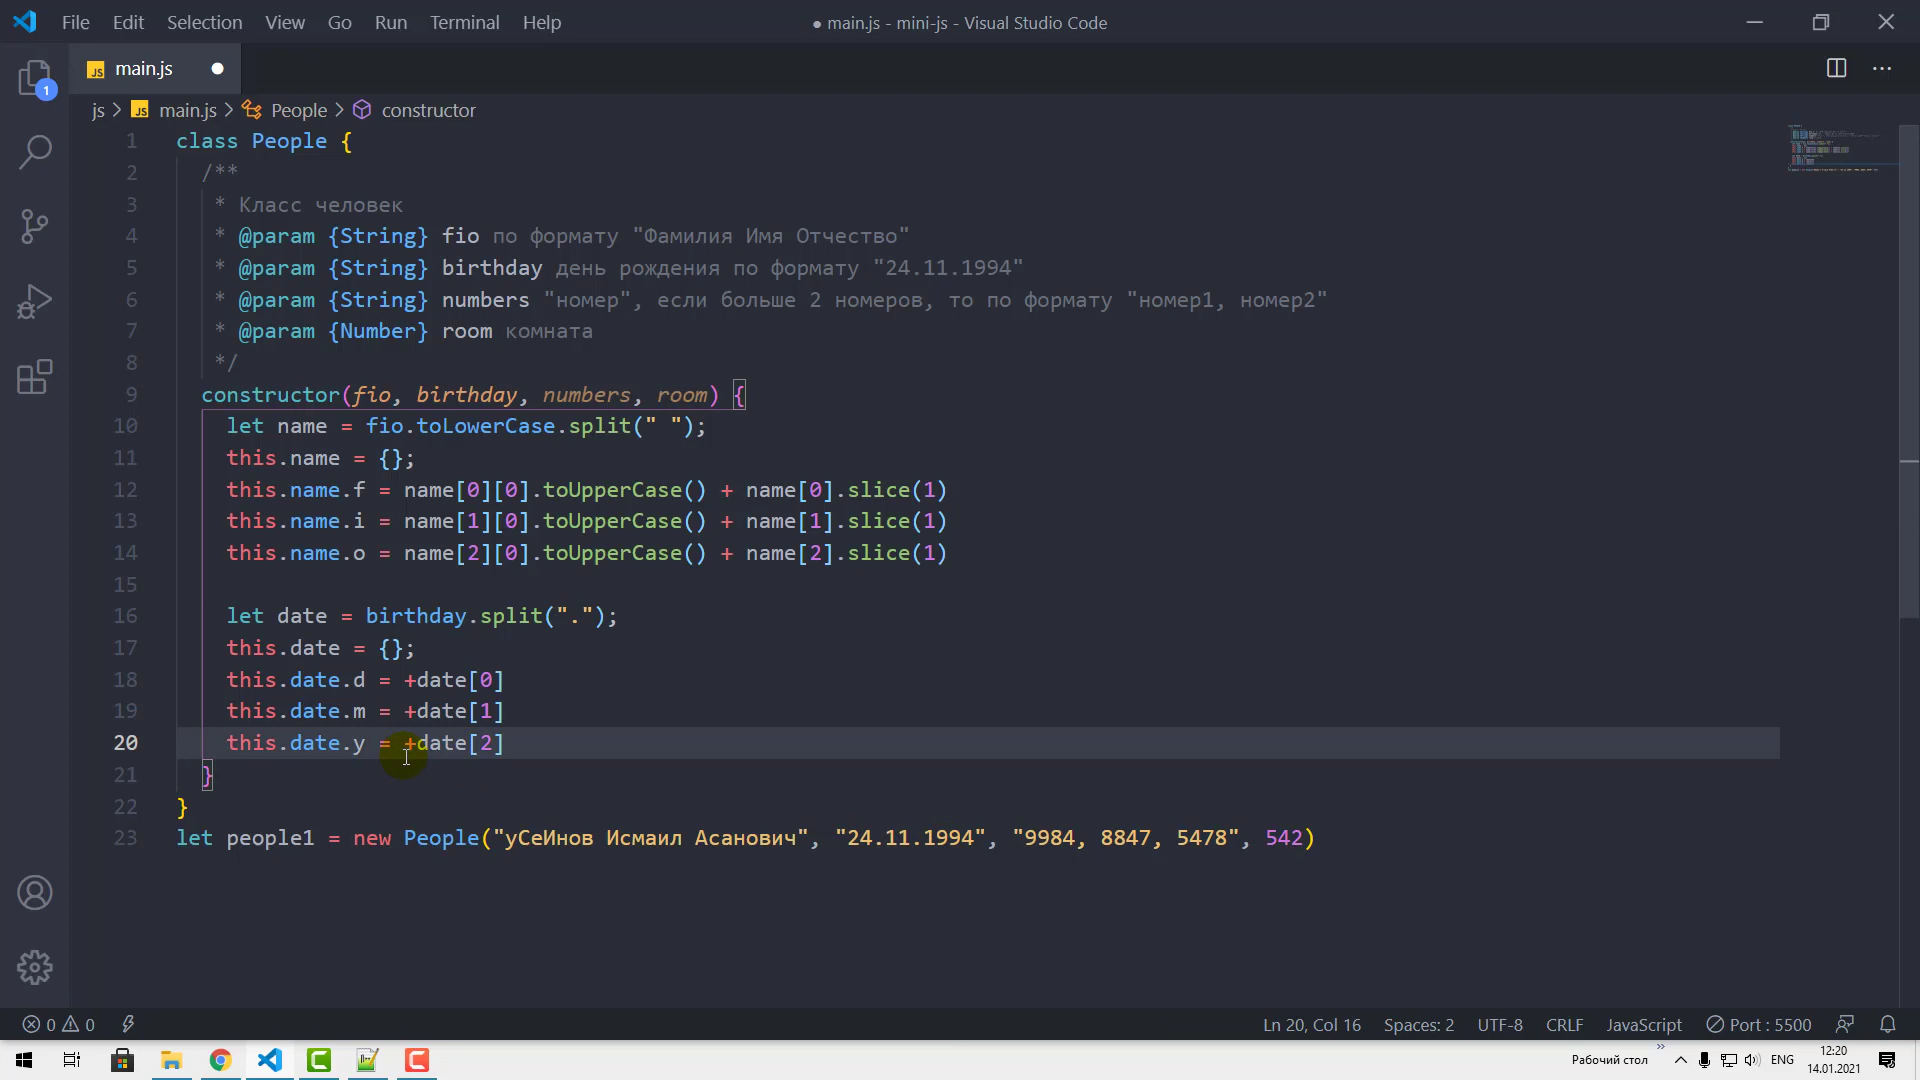 File Edit Selection View Go Run Terminal Help
● main.js - mini-js - Visual Studio Code
JS main.js ●
1
js > JS main.js > People > constructor
1 class People {
2 /**
3 * Класс человек
4 * @param {String} fio по формату "Фамилия Имя Отчество"
5 * @param {String} birthday день рождения по формату "24.11.1994"
6 * @param {String} numbers "номер", если больше 2 номеров, то по формату "номер1, номер2"
7 * @param {Number} room комната
8 */
9 constructor(fio, birthday, numbers, room) {
10 let name = fio.toLowerCase.split(" ");
11 this.name = {};
12 this.name.f = name[0][0].toUpperCase() + name[0].slice(1)
13 this.name.i = name[1][0].toUpperCase() + name[1].slice(1)
14 this.name.o = name[2][0].toUpperCase() + name[2].slice(1)
15
16 let date = birthday.split(".");
17 this.date = {};
18 this.date.d = +date[0]
19 this.date.m = +date[1]
20 this.date.y = +date[2]
21 }
22 }
23 let people1 = new People("уСеИнов Исмаил Асанович", "24.11.1994", "9984, 8847, 5478", 542)
0 0 Ln 20, Col 16 Spaces: 2 UTF-8 CRLF JavaScript Port : 5500
Рабочий стол » ENG 12:20
14.01.2021